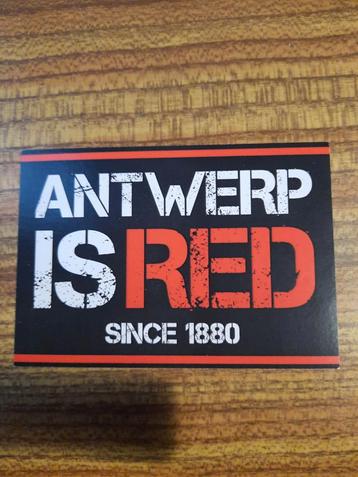 ANTWERP
IS RED
SINCE 1880